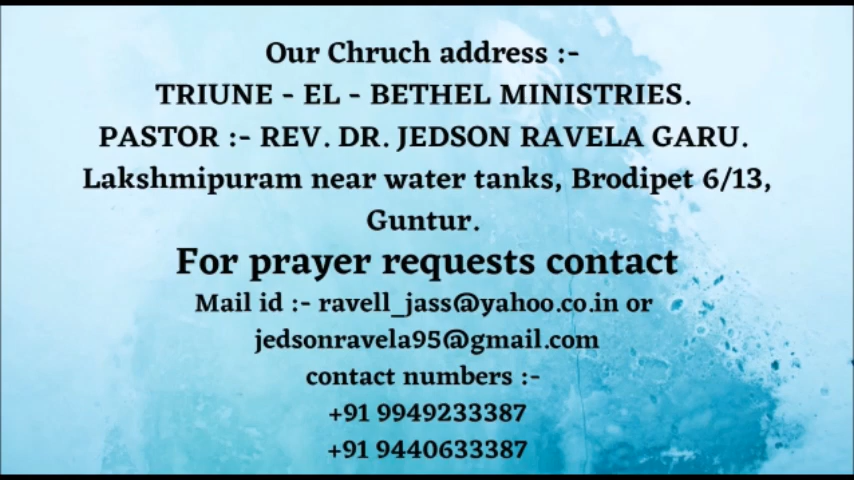 Our Chruch address :-
TRIUNE - EL - BETHEL MINISTRIES.
PASTOR :- REV. DR. JEDSON RAVELA GARU.
Lakshmipuram near water tanks, Brodipet 6/13,
Guntur.
For prayer requests contact
Mail id :- ravell_jass@yahoo.co.in or
jedsonravela95@gmail.com
contact numbers :-
+91 9949233387
+91 9440633387